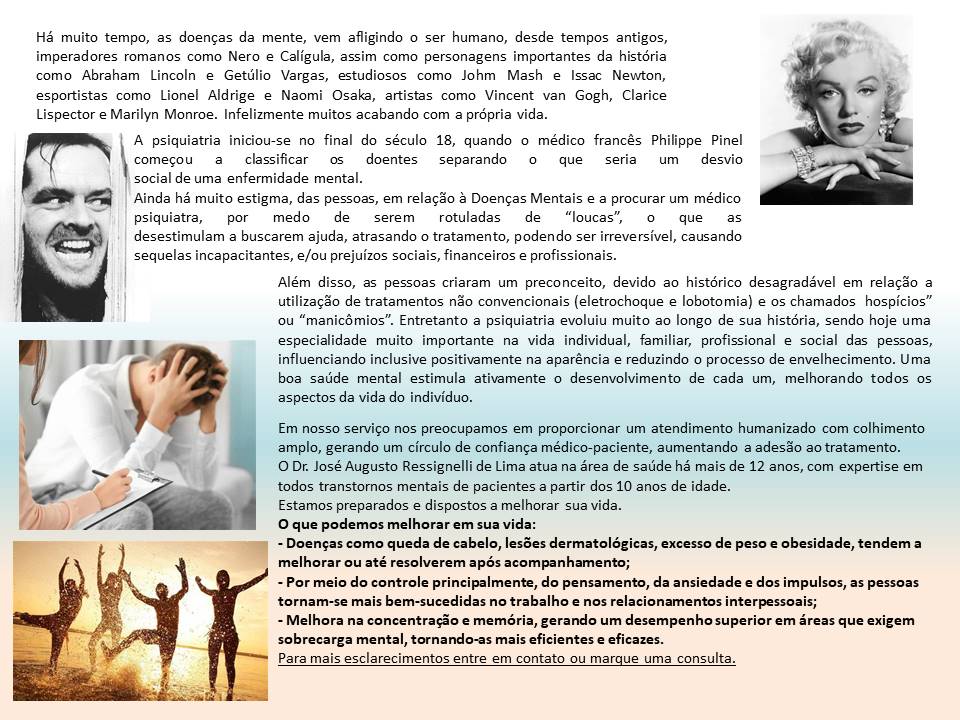 Há muito tempo, as doenças da mente, vem afligindo o ser humano, desde tempos antigos,
imperadores romanos como Nero e Calígula, assim como personagens importantes da história
como Abraham Lincoln e Getúlio Vargas, estudiosos como Johm Mash e Issac Newton,
esportistas como Lionel Aldrige e Naomi Osaka, artistas como Vincent van Gogh, Clarice
Lispector e Marilyn Monroe. Infelizmente muitos acabando com a própria vida.
A psiquiatria iniciou-se no final do século 18, quando o médico francês Philippe Pinel
começou a classificar os doentes separando o que seria um desvio
social de uma enfermidade mental.
Ainda há muito estigma, das pessoas, em relação à Doenças Mentais e a procurar um médico
psiquiatra, por medo de serem rotuladas de “loucas”, o que as
desestimulam a buscarem ajuda, atrasando o tratamento, podendo ser irreversível, causando
sequelas incapacitantes, e/ou prejuízos sociais, financeiros e profissionais.
Além disso, as pessoas criaram um preconceito, devido ao histórico desagradável em relação a
utilização de tratamentos não convencionais (eletrochoque e lobotomia) e os chamados hospícios”
ou “manicômios”. Entretanto a psiquiatria evoluiu muito ao longo de sua história, sendo hoje uma
especialidade muito importante na vida individual, familiar, profissional e social das pessoas,
influenciando inclusive positivamente na aparência e reduzindo o processo de envelhecimento. Uma
boa saúde mental estimula ativamente o desenvolvimento de cada um, melhorando todos os
aspectos da vida do indivíduo.
Em nosso serviço nos preocupamos em proporcionar um atendimento humanizado com colhimento
amplo, gerando um círculo de confiança médico-paciente, aumentando a adesão ao tratamento.
O Dr. José Augusto Ressignelli de Lima atua na área de saúde há mais de 12 anos, com expertise em
todos transtornos mentais de pacientes a partir dos 10 anos de idade.
Estamos preparados e dispostos a melhorar sua vida.
O que podemos melhorar em sua vida:
- Doenças como queda de cabelo, lesões dermatológicas, excesso de peso e obesidade, tendem a
melhorar ou até resolverem após acompanhamento;
- Por meio do controle principalmente, do pensamento, da ansiedade e dos impulsos, as pessoas
tornam-se mais bem-sucedidas no trabalho e nos relacionamentos interpessoais;
- Melhora na concentração e memória, gerando um desempenho superior em áreas que exigem
sobrecarga mental, tornando-as mais eficientes e eficazes.
Para mais esclarecimentos entre em contato ou marque uma consulta.